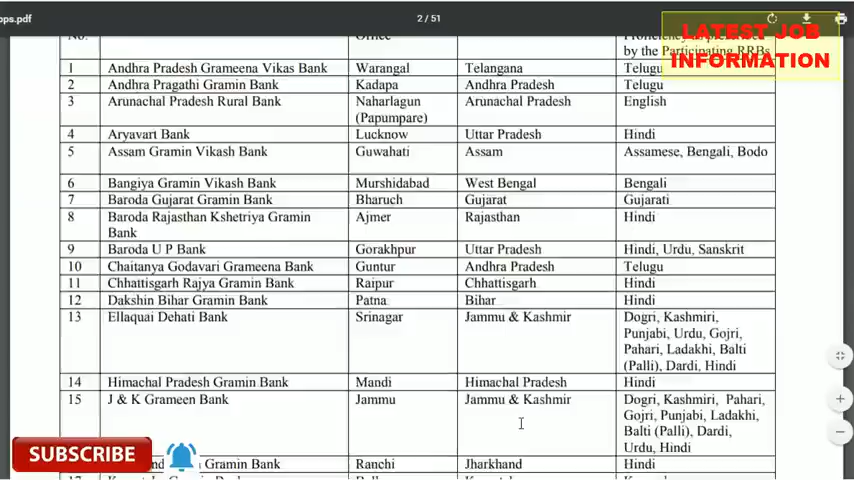 ops.pdf
2 / 51
LATEST JOB
INFORMATION
No. Office
by the Participating RRBs
1 Andhra Pradesh Grameena Vikas Bank Warangal Telangana Telugu
2 Andhra Pragathi Gramin Bank Kadapa Andhra Pradesh Telugu
3 Arunachal Pradesh Rural Bank Naharlagun Arunachal Pradesh English
(Papumpare)
4 Aryavart Bank Lucknow Uttar Pradesh Hindi
5 Assam Gramin Vikash Bank Guwahati Assam Assamese, Bengali, Bodo
6 Bangiya Gramin Vikash Bank Murshidabad West Bengal Bengali
7 Baroda Gujarat Gramin Bank Bharuch Gujarat Gujarati
8 Baroda Rajasthan Kshetriya Gramin Ajmer Rajasthan Hindi
Bank
9 Baroda U P Bank Gorakhpur Uttar Pradesh Hindi, Urdu, Sanskrit
10 Chaitanya Godavari Grameena Bank Guntur Andhra Pradesh Telugu
11 Chhattisgarh Rajya Gramin Bank Raipur Chhattisgarh Hindi
12 Dakshin Bihar Gramin Bank Patna Bihar Hindi
13 Ellaquai Dehati Bank Srinagar Jammu & Kashmir Dogri, Kashmiri,
Punjabi, Urdu, Gojri,
Pahari, Ladakhi, Balti
(Palli), Dardi, Hindi
14 Himachal Pradesh Gramin Bank Mandi Himachal Pradesh Hindi
15 J & K Grameen Bank Jammu Jammu & Kashmir Dogri, Kashmiri, Pahari,
Gojri, Punjabi, Ladakhi,
Balti (Palli), Dardi,
Urdu, Hindi
Gramin Bank Ranchi Jharkhand Hindi
SUBSCRIBE